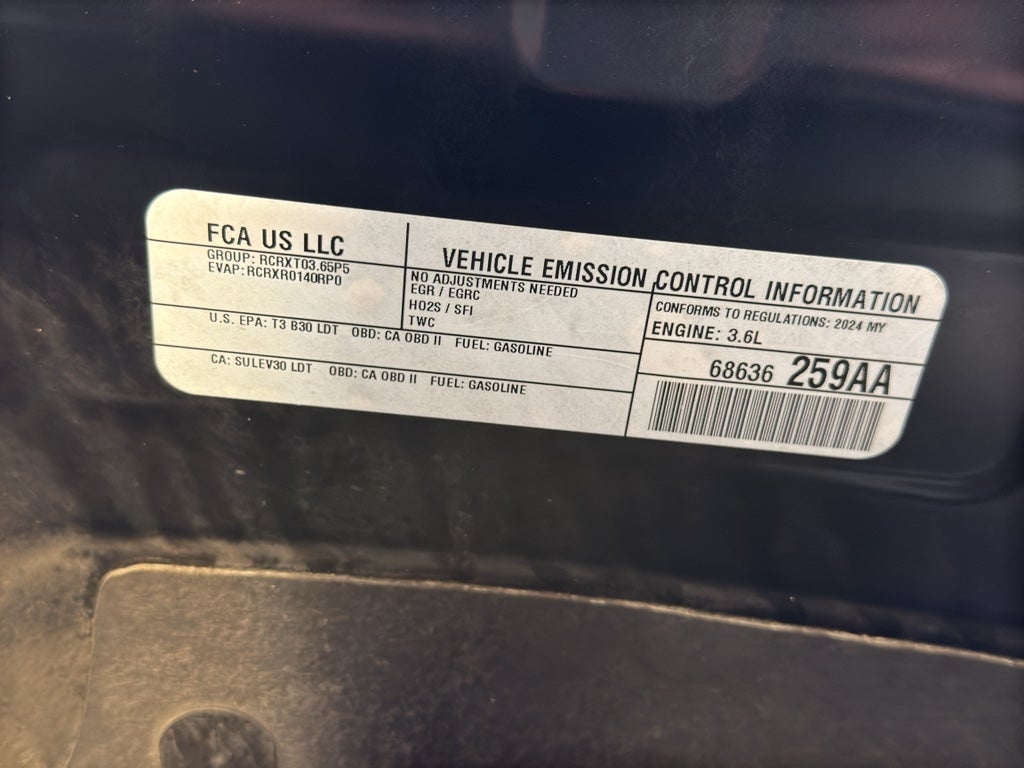 FCA US LLC
GROUP: RCRXT03.65P5
EVAP:RCRXR0140RP0
VEHICLE EMISSION CONTROL INFORMATION
NO ADJUSTMENTS NEEDED
EGR / EGRC
HO2S / SFI
TWC
CONFORMS TO REGULATIONS: 2024 MY
ENGINE: 3.6L
U.S. EPA: T3 B30 LDT OBD: CA OBD II FUEL: GASOLINE
CA: SULEV30 LDT OBD: CA OBD II FUEL: GASOLINE
68636 259AA